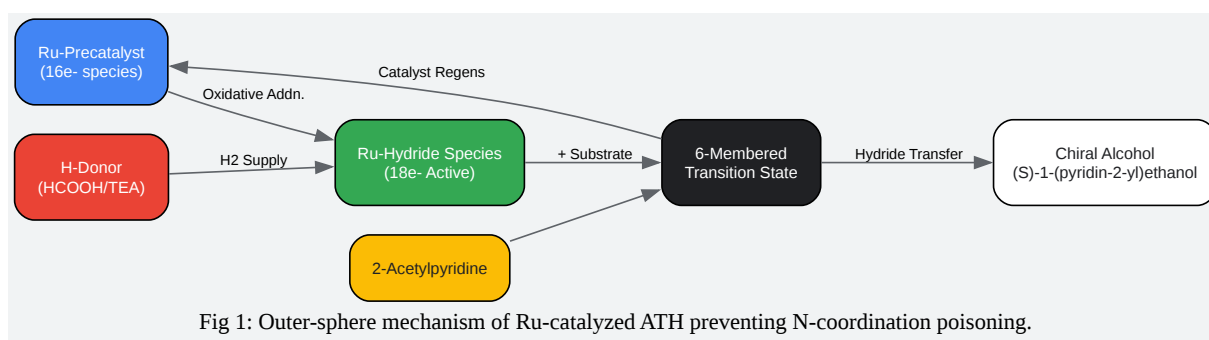 Ru-Precatalyst
(16e- species)
Catalyst Regens
Oxidative Addn.
H-Donor
(HCOOH/TEA)
H2 Supply
Ru-Hydride Species
(18e- Active)
+ Substrate
6-Membered
Transition State
Hydride Transfer
Chiral Alcohol
(S)-1-(pyridin-2-yl)ethanol
2-Acetylpyridine
Fig 1: Outer-sphere mechanism of Ru-catalyzed ATH preventing N-coordination poisoning.